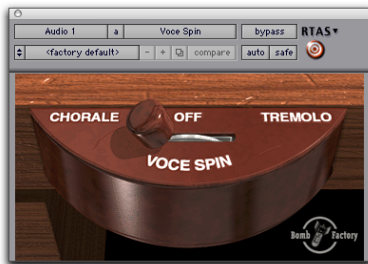 Audio 1 a Voce Spin bypass RTAS
<factory default> - + compare auto safe
CHORALE OFF TREMOLO
VOCE SPIN
Bomb Factory